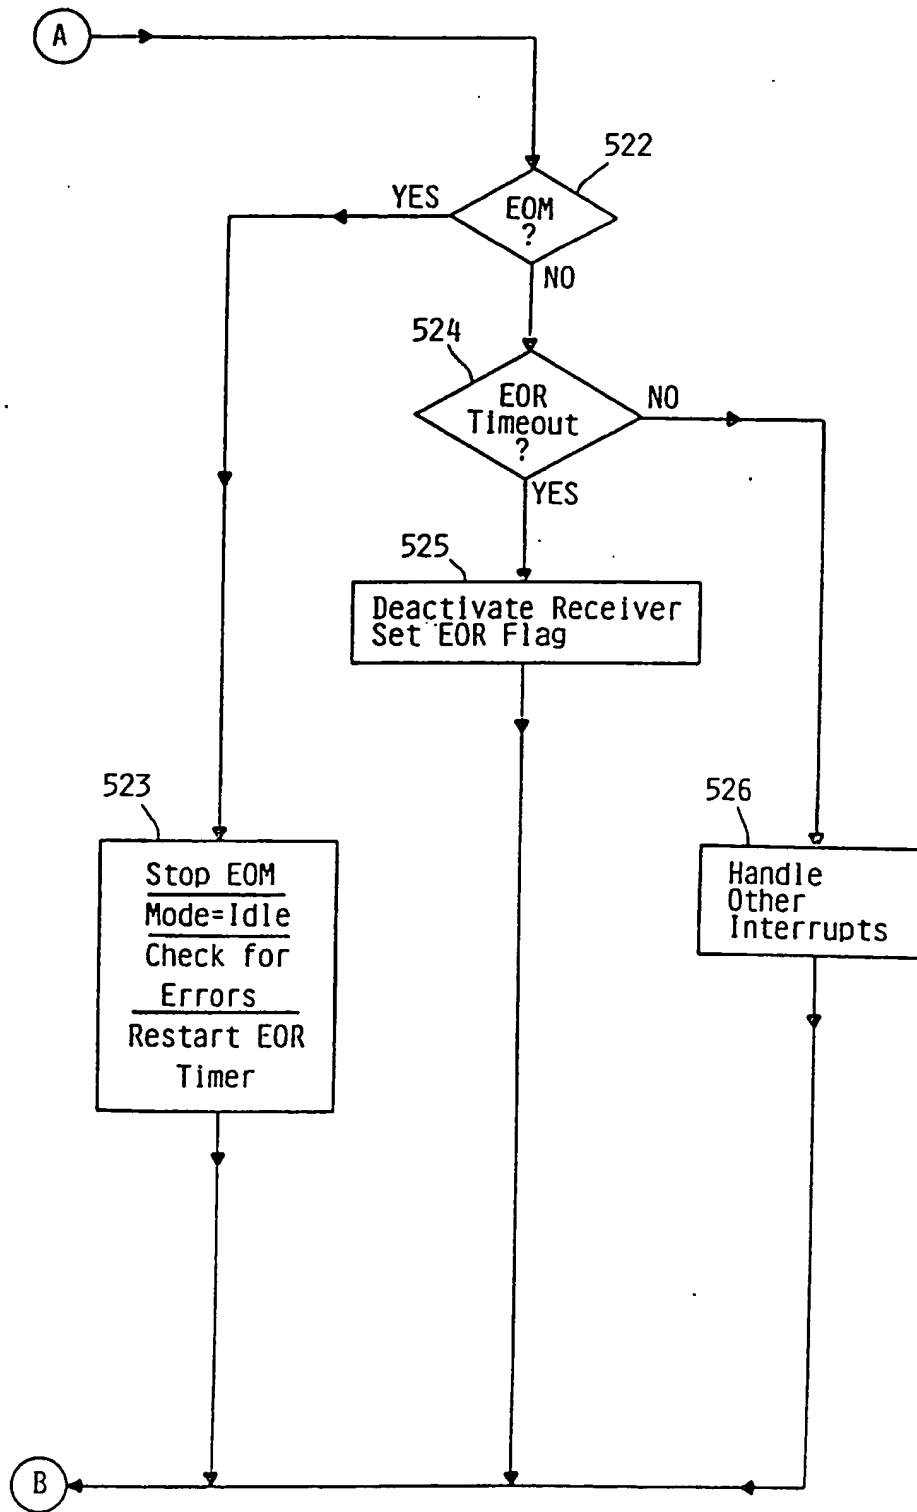 A
522
YES
EOM
?
NO
524
EOR
Timeout
?
NO
YES
525
Deactivate Receiver
Set EOR Flag
523
Stop EOM
Mode=Idle
Check for
Errors
Restart EOR
Timer
526
Handle
Other
Interrupts
B